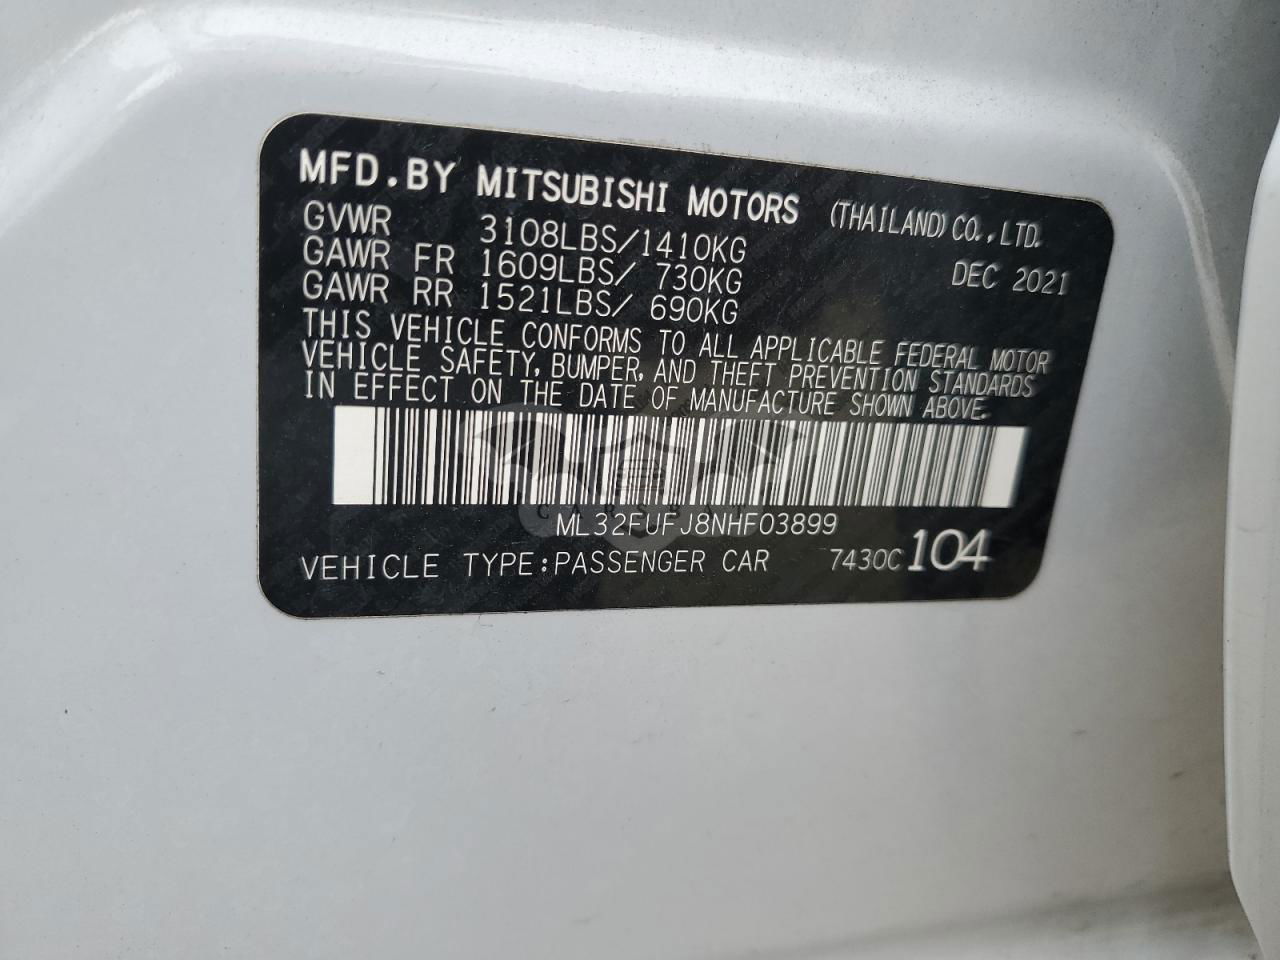 MFD.BY MITSUBISHI MOTORS (THAILAND) CO.,LTD.
GVWR 3108LBS/1410KG DEC 2021
GAWR FR 1609LBS/ 730KG
GAWR RR 1521LBS/ 690KG
THIS VEHICLE CONFORMS TO ALL APPLICABLE FEDERAL MOTOR
VEHICLE SAFETY, BUMPER, AND THEFT PREVENTION STANDARDS
IN EFFECT ON THE DATE OF MANUFACTURE SHOWN ABOVE.
ML32FUFJ8NHF03899
VEHICLE TYPE:PASSENGER CAR 7430C 104